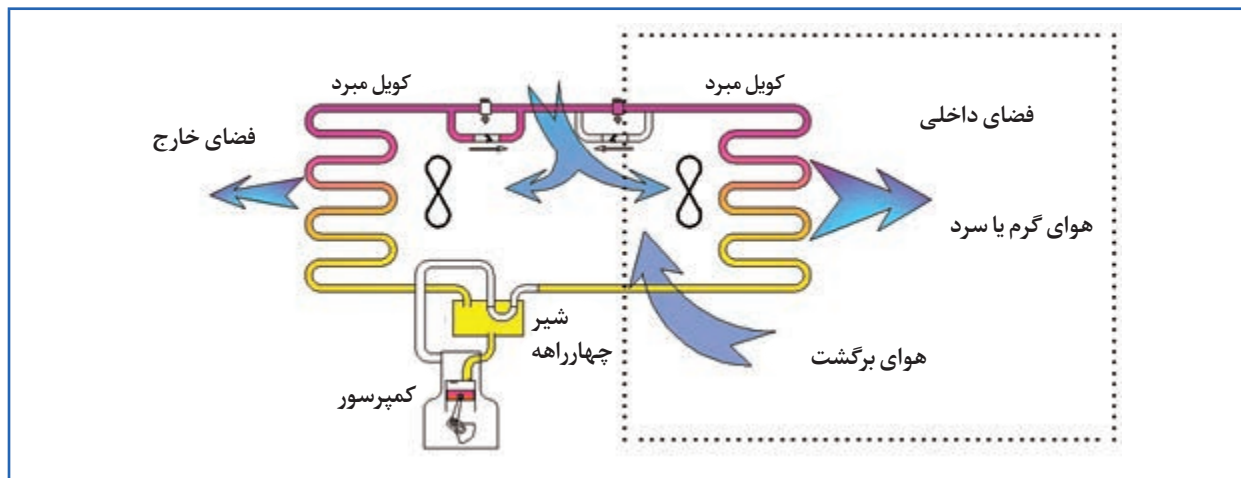 کویل مبرد
کویل مبرد
فضای داخلی
فضای خارج
هوای گرم یا سرد
شیر
چهارراهه
هوای برگشت
کمپرسور